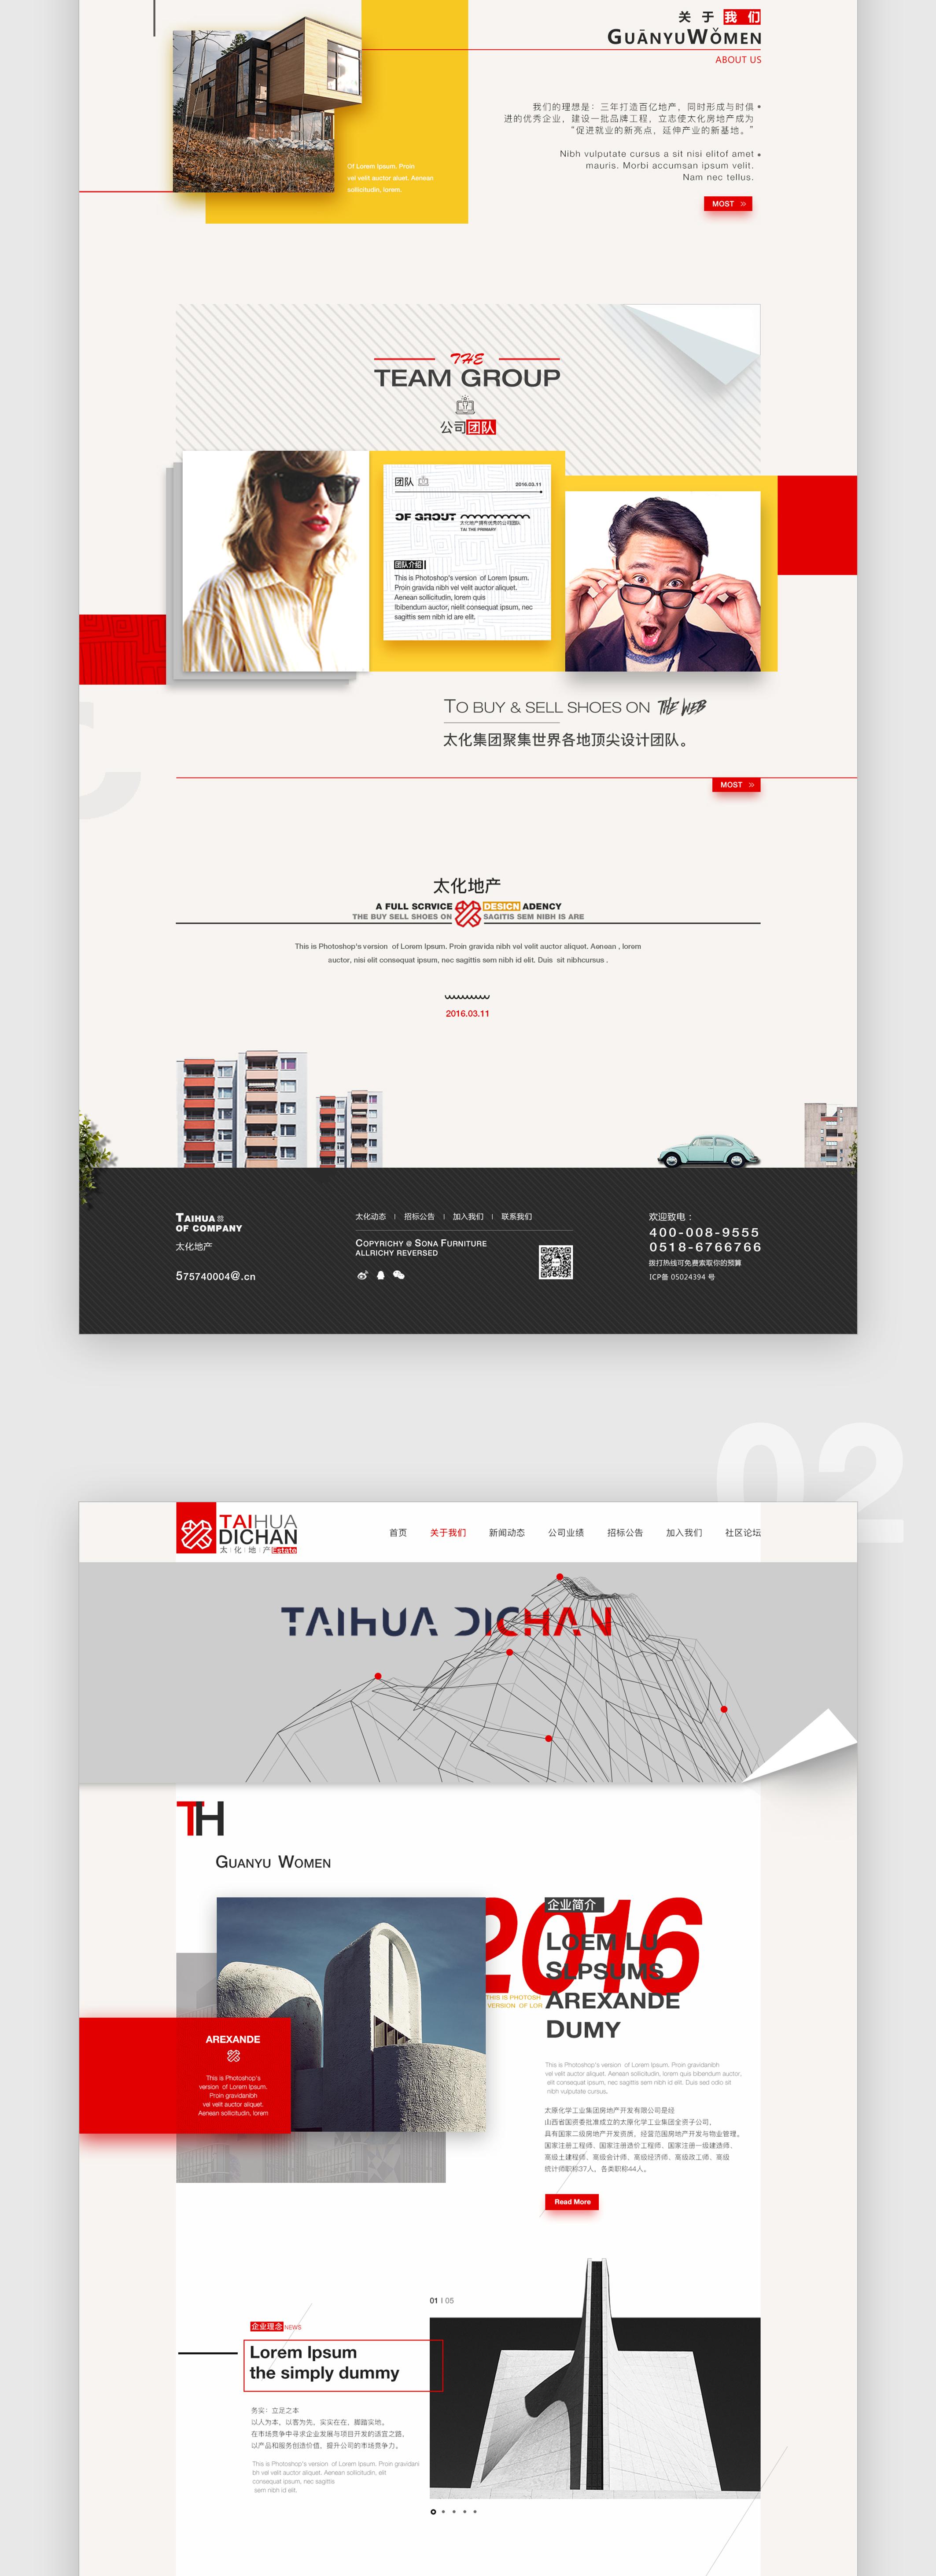 关于我们
GUĀNYUWǑMEN
ABOUT US
我们的理想是：三年打造百亿地产，同时形成与时俱
进的优秀企业，建设一批品牌工程，立志使太化房地产成为
“促进就业的新亮点，延伸产业的新基地。”
Nibh vulputate cursus a sit nisi elitof amet
mauris. Morbi accumsan ipsum velit.
Nam nec tellus.
MOST »
Of Lorem Ipsum. Proin
vel velit auctor aluet. Aenean
sollicitudin, lorem.
THE
TEAM GROUP
公司团队
团队
2016.03.11
OF GROUT
太化地产拥有优秀的公司团队
TAI THE PRIMARY
团队介绍
This is Photoshop's version of Lorem Ipsum.
Proin gravida nibh vel velit auctor aliquet.
Aenean sollicitudin, lorem quis
Ibibendum auctor, nielit consequat ipsum, nec
sagittis sem nibh id are elit.
TO BUY & SELL SHOES ON THE WEB
太化集团聚集世界各地顶尖设计团队。
MOST »
太化地产
A FULL SCRVICE DESIGN ADENCY
THE BUY SELL SHOES ON SAGITIS SEM NIBH IS ARE
This is Photoshop's version of Lorem Ipsum. Proin gravida nibh vel velit auctor aliquet. Aenean , lorem
auctor, nisi elit consequat ipsum, nec sagittis sem nibh id elit. Duis sit nibhcursus .
2016.03.11
TAIHUA
OF COMPANY
太化地产
575740004@.cn
太化动态 | 招标公告 | 加入我们 | 联系我们
COPYRICHY @ SONA FURNITURE
ALLRICHY REVERSED
欢迎致电：
400-008-9555
0518-6766766
拨打热线可免费索取你的预算
ICP备 05024394 号
02
TAIHUA
DICHAN
太|化|地|产 Estate
首页 关于我们 新闻动态 公司业绩 招标公告 加入我们 社区论坛
TAIHUA DICHAN
TH
GUANYU WOMEN
2016
企业简介
LOEM LU
SLPSUMS
AREXANDE
DUMY
THIS IS PHOTOSH
VERSION OF LOR
AREXANDE
This is Photoshop's
version of Lorem Ipsum.
Proin gravidanibh
vel velit auctor aliquet.
Aenean sollicitudin, lorem
This is Photoshop's version of Lorem Ipsum. Proin gravidanibh
vel velit auctor aliquet. Aenean sollicitudin, lorem quis bibendum auctor,
elit consequat ipsum, nec sagittis sem nibh id elit. Duis sed odio sit
nibh vulputate cursus.
太原化学工业集团房地产开发有限公司是经
山西省国资委批准成立的太原化学工业集团全资子公司，
具有国家二级房地产开发资质，经营范围房地产开发与物业管理。
国家注册工程师、国家注册造价工程师、国家注册一级建造师、
高级土建程师、高级会计师、高级经济师、高级政工师、高级
统计师职称37人，各类职称44人。
Read More
01 | 05
企业理念 NEWS
Lorem Ipsum
the simply dummy
务实：立足之本
以人为本，以客为先，实实在在，脚踏实地。
在市场竞争中寻求企业发展与项目开发的适宜之路，
以产品和服务创造价值，提升公司的市场竞争力。
This is Photoshop's version of Lorem Ipsum. Proin gravidani
bh vel velit auctor aliquet. Aenean sollicitudin, elit
consequat ipsum, nec sagittis
sem nibh id elit.